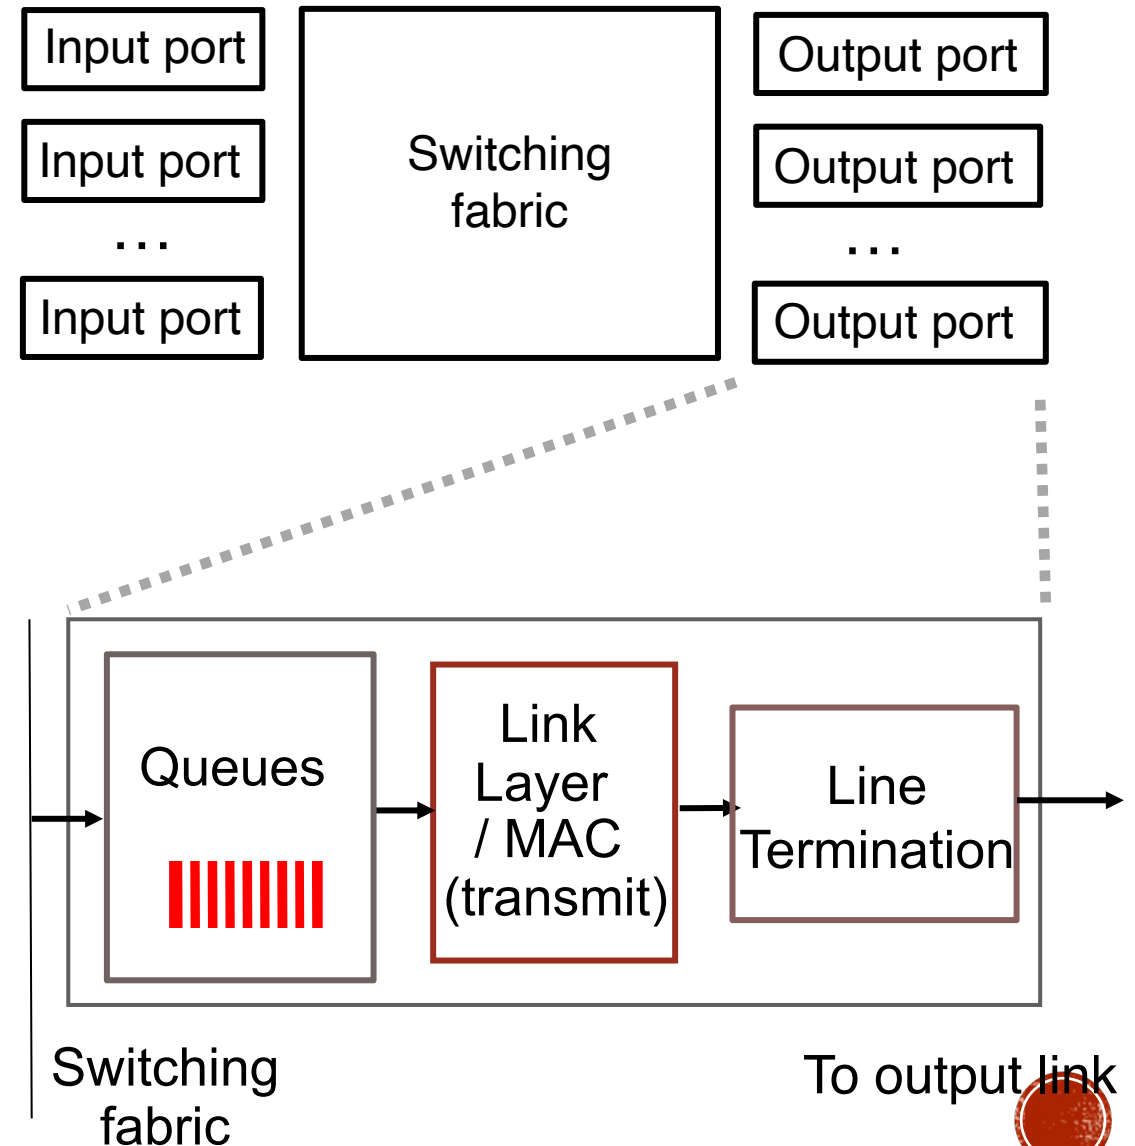 Input port
Switching
fabric
Output port
Input port
Output port
...
...
Input port
Output port
Queues
Link
Layer
/ MAC
(transmit)
Line
Termination
Switching
fabric
To output link